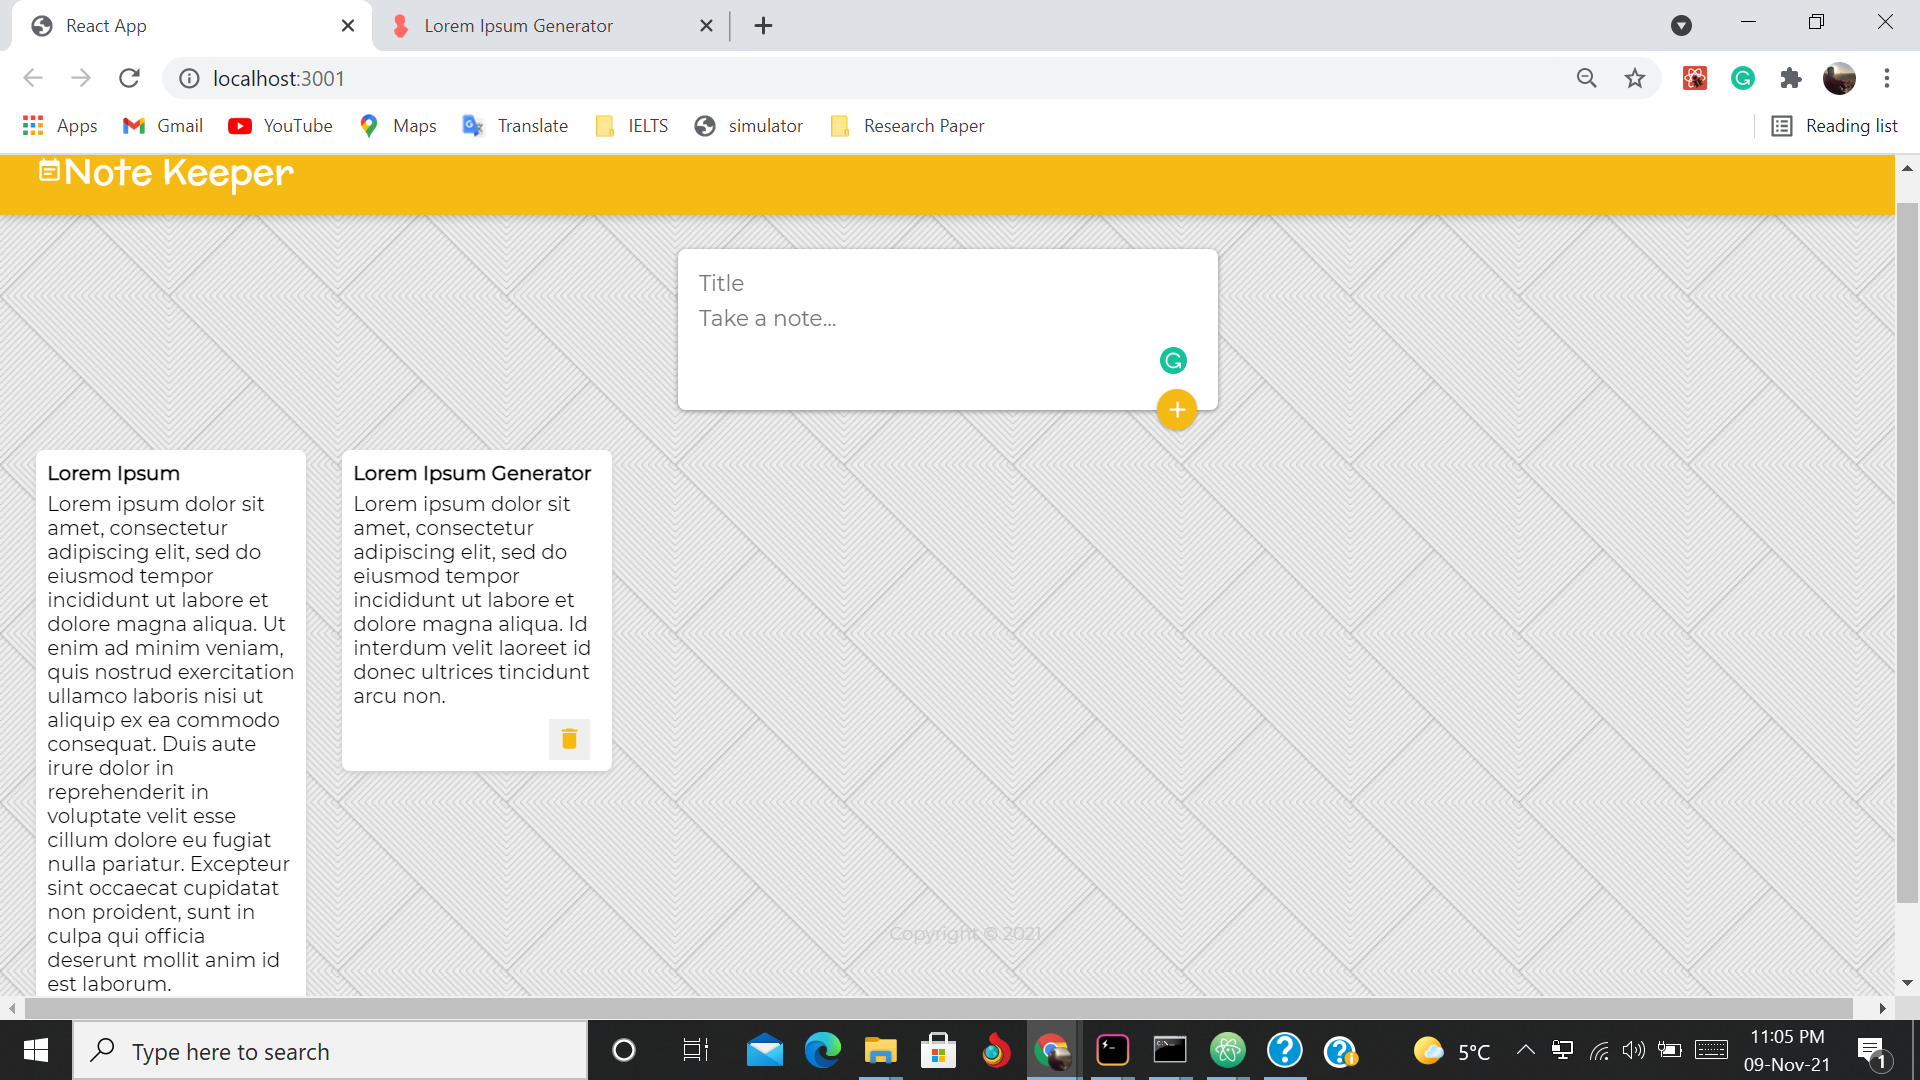 React App
Lorem Ipsum Generator
localhost:3001
Apps
Gmail
YouTube
Maps
Translate
IELTS
simulator
Research Paper
Reading list
Note Keeper
Title
Take a note...
Lorem Ipsum
Lorem ipsum dolor sit
amet, consectetur
adipiscing elit, sed do
eiusmod tempor
incididunt ut labore et
dolore magna aliqua. Ut
enim ad minim veniam,
quis nostrud exercitation
ullamco laboris nisi ut
aliquip ex ea commodo
consequat. Duis aute
irure dolor in
reprehenderit in
voluptate velit esse
cillum dolore eu fugiat
nulla pariatur. Excepteur
sint occaecat cupidatat
non proident, sunt in
culpa qui officia
deserunt mollit anim id
est laborum.
Lorem Ipsum Generator
Lorem ipsum dolor sit
amet, consectetur
adipiscing elit, sed do
eiusmod tempor
incididunt ut labore et
dolore magna aliqua. Id
interdum velit laoreet id
donec ultrices tincidunt
arcu non.
Copyright © 2021
Type here to search
5°C
11:05 PM
09-Nov-21
1